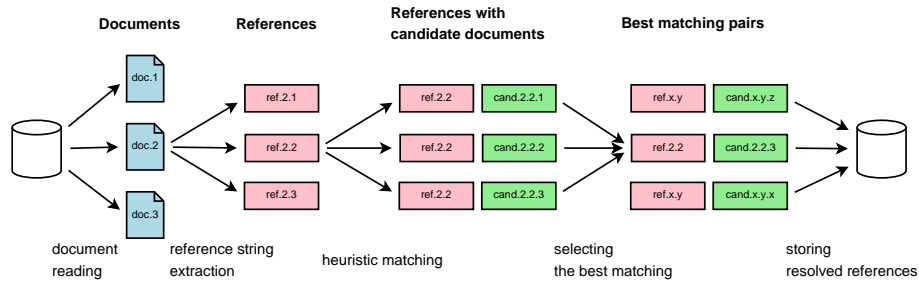 Documents
References
References with
candidate documents
Best matching pairs
doc.1
doc.2
doc.3
ref.2.1
ref.2.2
ref.2.3
ref.2.2
cand.2.2.1
ref.2.2
cand.2.2.2
ref.2.2
cand.2.2.3
ref.x.y
cand.x.y.z
ref.2.2
cand.2.2.3
ref.x.y
cand.x.y.x
document
reading
reference string
extraction
heuristic matching
selecting
the best matching
storing
resolved references